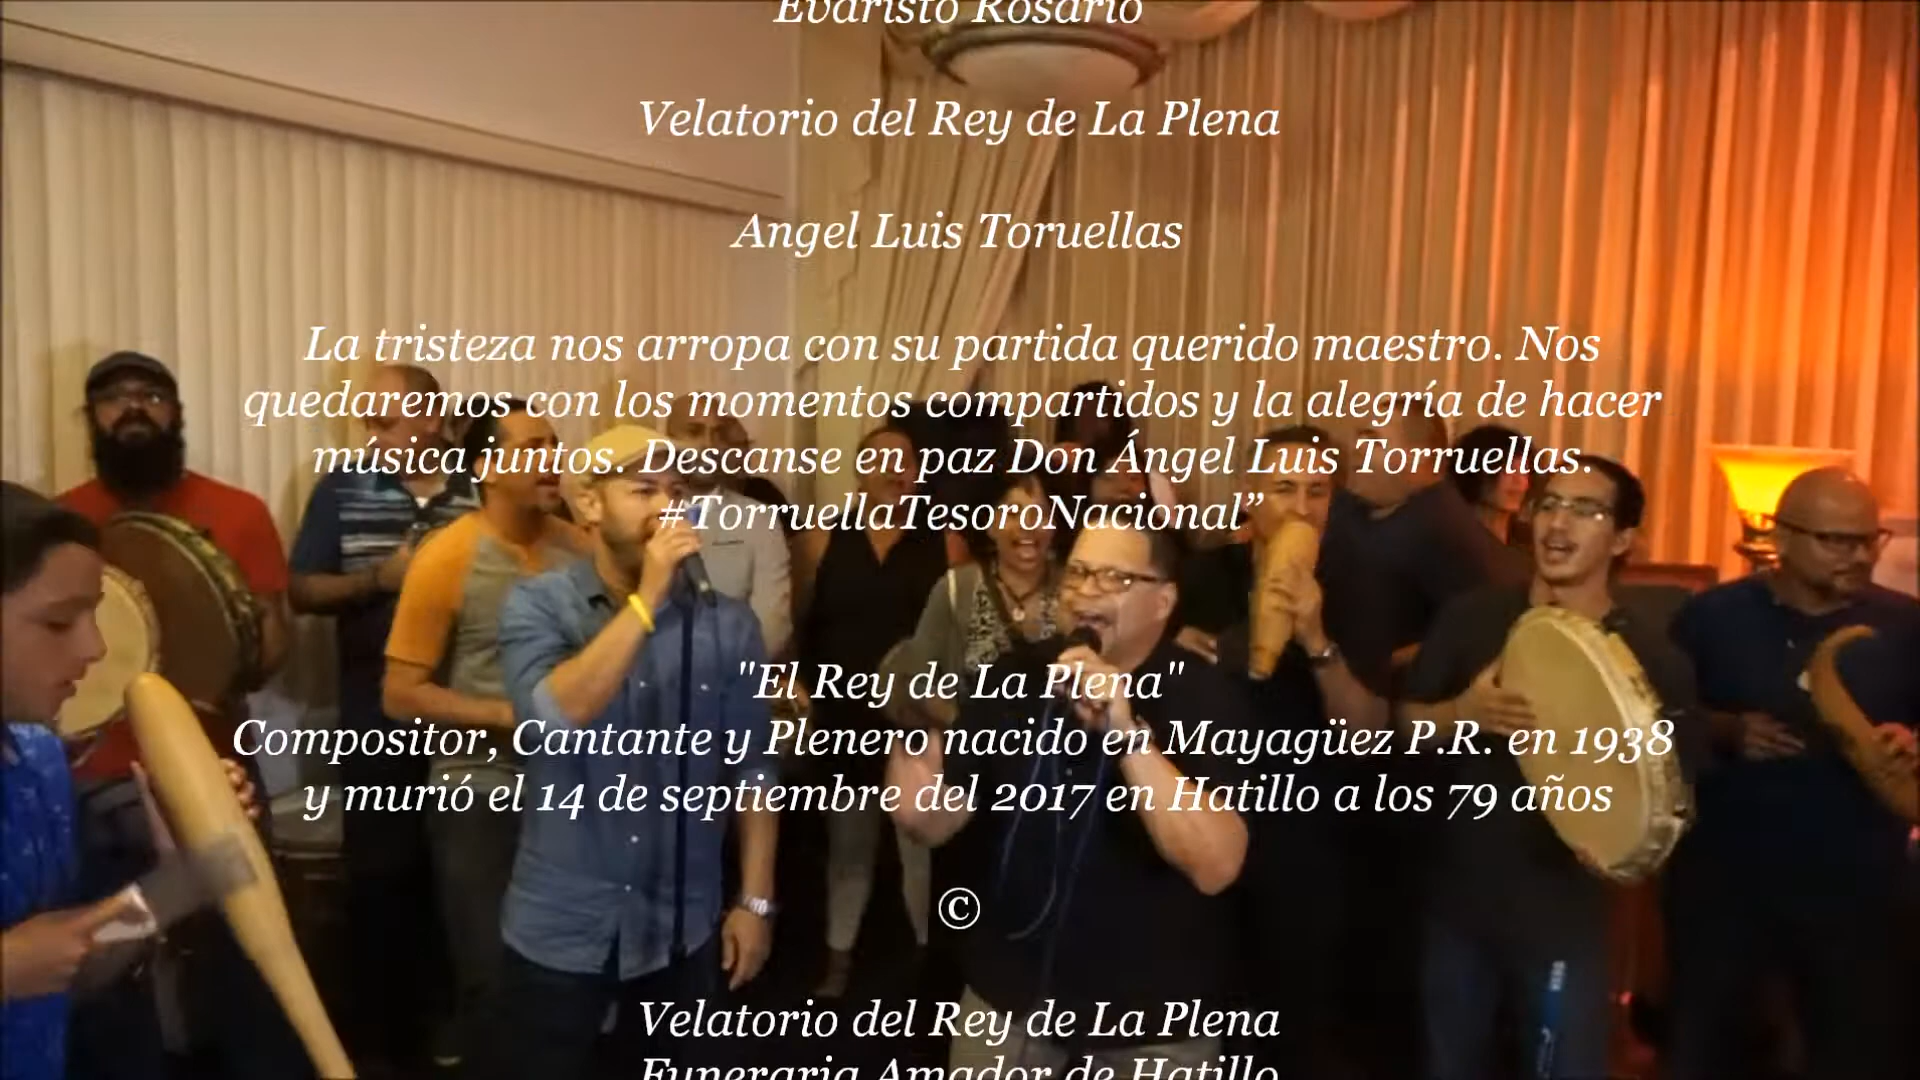 Evaristo Rosario
Velatorio del Rey de La Plena
Angel Luis Toruellas
La tristeza nos arropa con su partida querido maestro. Nos
quedaremos con los momentos compartidos y la alegría de hacer
música juntos. Descanse en paz Don Ángel Luis Torruellas.
#TorruellaTesoroNacional”
"El Rey de La Plena"
Compositor, Cantante y Plenero nacido en Mayagüez P.R. en 1938
y murió el 14 de septiembre del 2017 en Hatillo a los 79 años
©
Velatorio del Rey de La Plena
Funeraria Amador de Hatillo